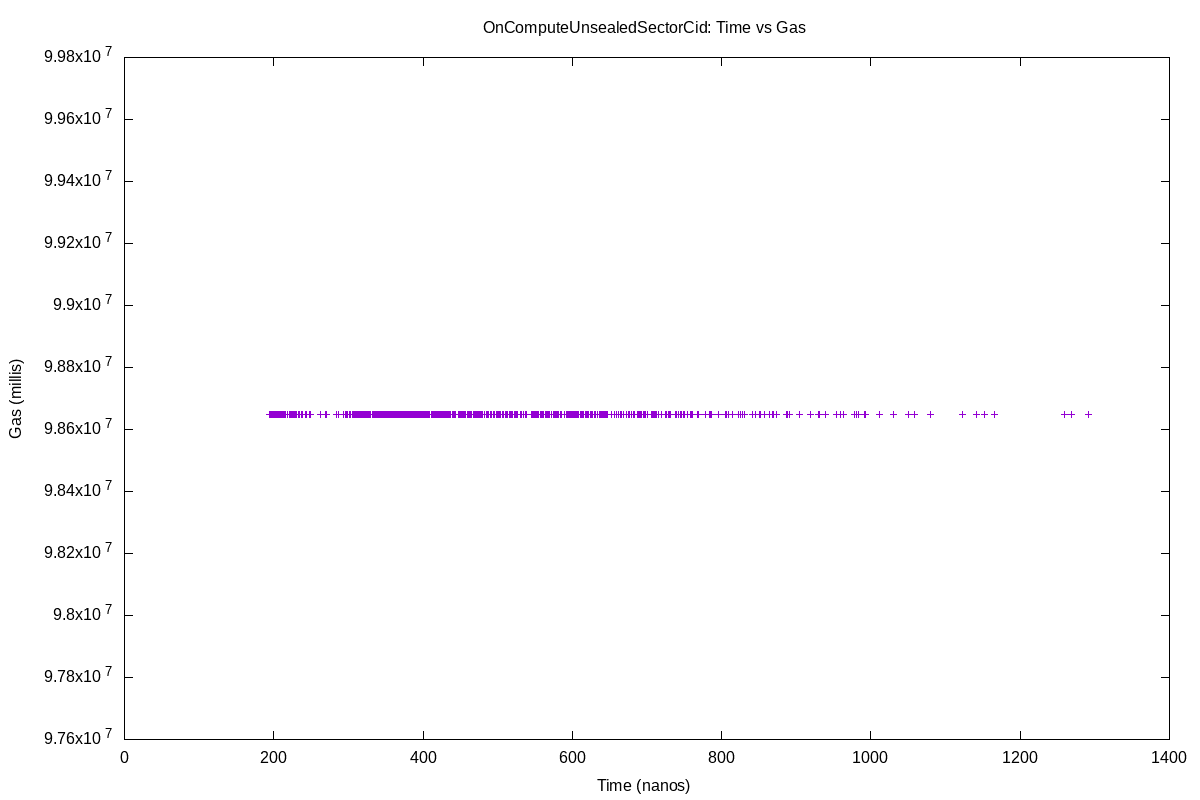 OnComputeUnsealedSectorCid: Time vs Gas
9.98x10 7
9.96x10 7
9.94x10 7
9.92x10 7
9.9x10 7
9.88x10 7
9.86x10 7
9.84x10 7
9.82x10 7
9.8x10 7
9.78x10 7
9.76x10 7
Gas (millis)
0 200 400 600 800 1000 1200 1400
Time (nanos)